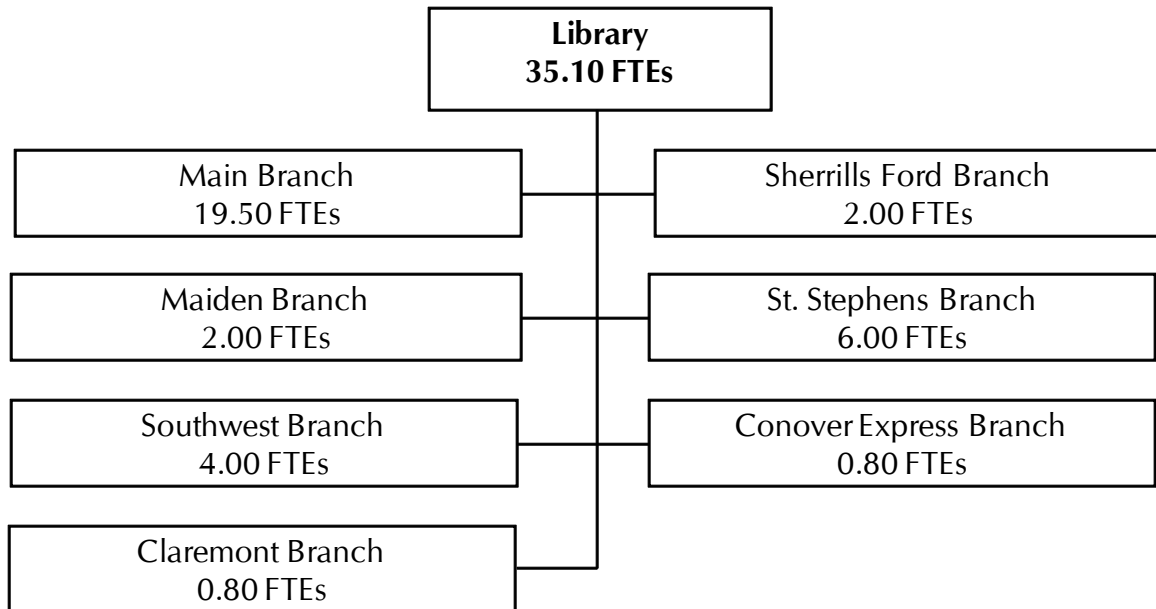 Library
35.10 FTEs
Main Branch
19.50 FTEs
Sherrills Ford Branch
2.00 FTEs
Maiden Branch
2.00 FTEs
St. Stephens Branch
6.00 FTEs
Southwest Branch
4.00 FTEs
Conover Express Branch
0.80 FTEs
Claremont Branch
0.80 FTEs